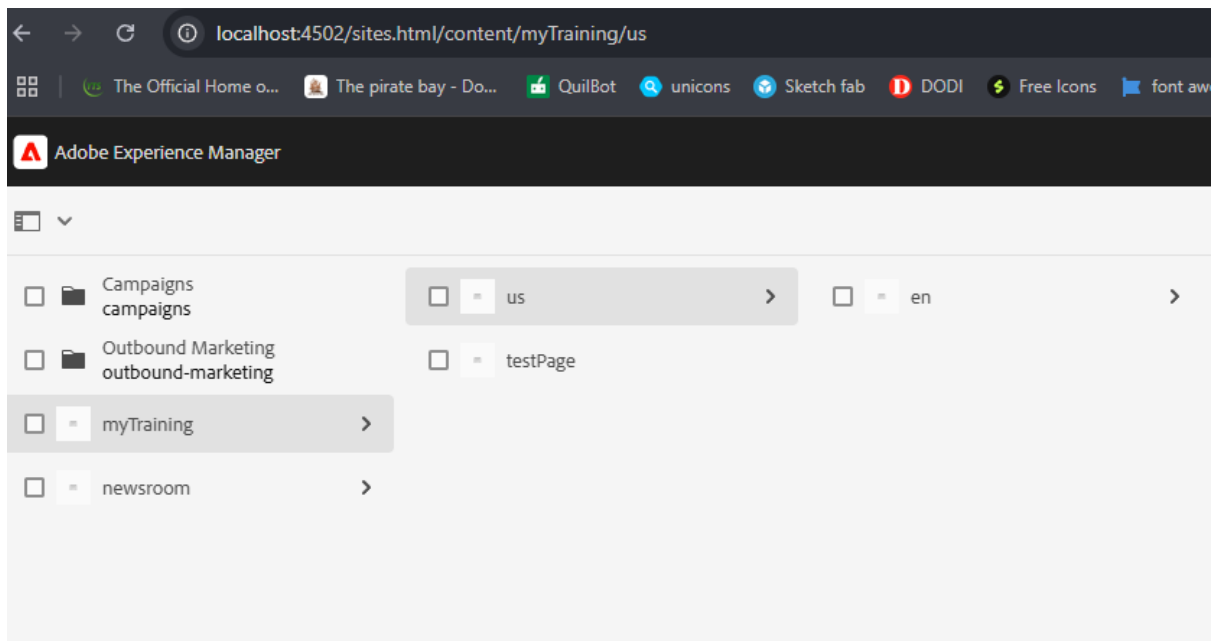 localhost:4502/sites.html/content/myTraining/us
The Official Home o... The pirate bay - Do... QuilBot unicons Sketch fab DODI Free Icons font aw
Adobe Experience Manager
Campaigns
campaigns
us
en
Outbound Marketing
outbound-marketing
testPage
myTraining
newsroom